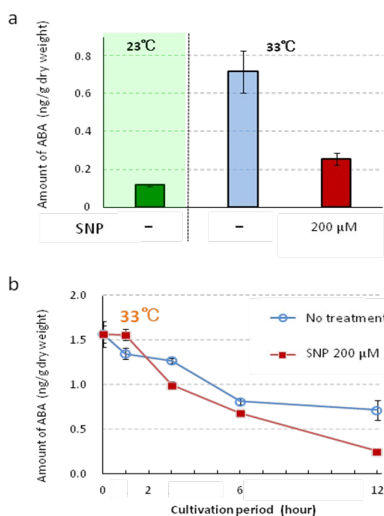 a
23℃
33℃
Amount of ABA (ng/g dry weight)
0.8
0.6
0.4
0.2
0
SNP – – 200 μM
b
33℃
Amount of ABA (ng/g dry weight)
2.0
1.5
1.0
0.5
0.0
No treatment
SNP 200 μM
0 2 6 12
Cultivation period (hour)